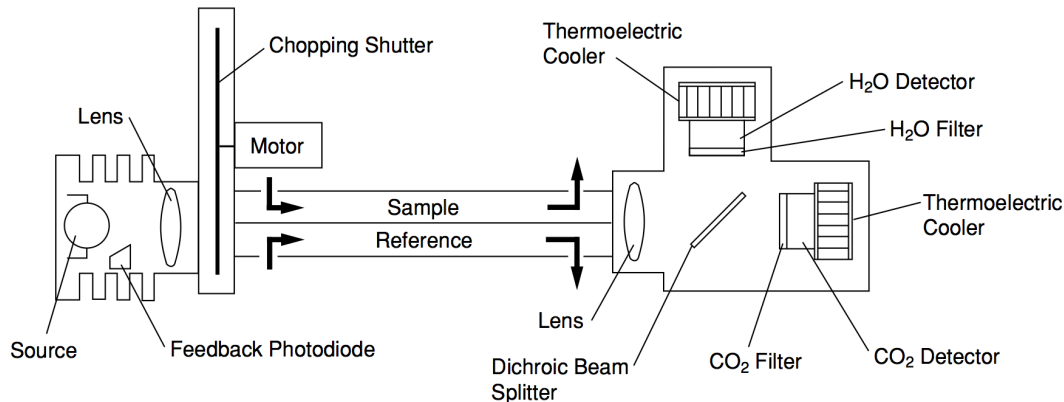 Chopping Shutter
Thermoelectric
Cooler
H₂O Detector
Lens
H₂O Filter
Motor
Sample
Thermoelectric
Cooler
Reference
Lens
Source
Feedback Photodiode
CO₂ Filter
CO₂ Detector
Dichroic Beam
Splitter